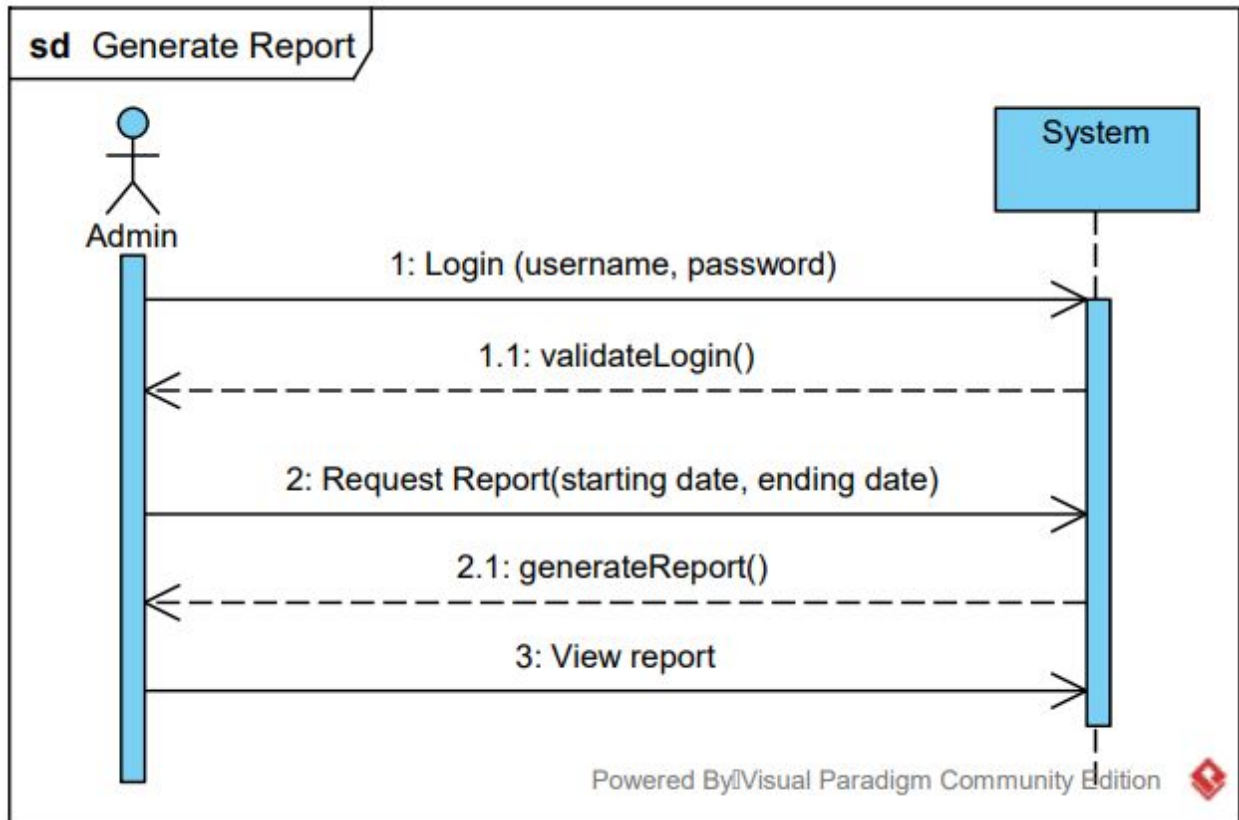 sd Generate Report
System
Admin
1: Login (username, password)
1.1: validateLogin()
2: Request Report(starting date, ending date)
2.1: generateReport()
3: View report
Powered By▯Visual Paradigm Community Edition